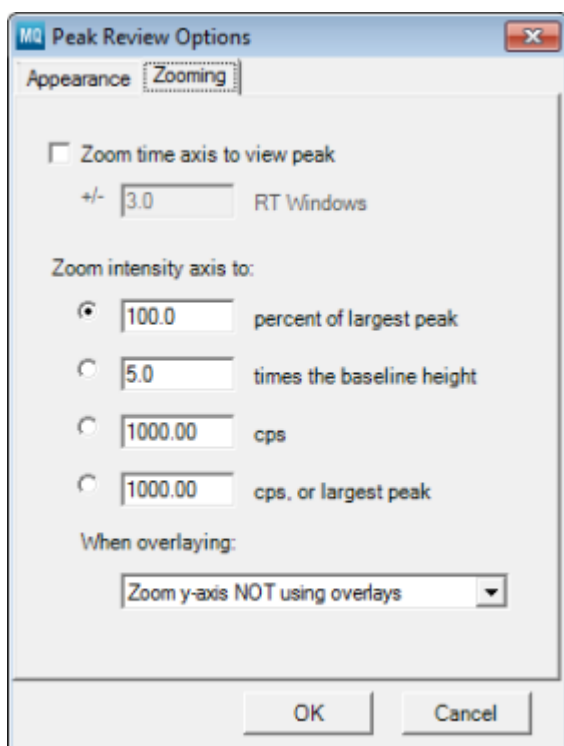 MQ Peak Review Options
Appearance Zooming
Zoom time axis to view peak
+/- 3.0 RT Windows
Zoom intensity axis to:
100.0 percent of largest peak
5.0 times the baseline height
1000.00 cps
1000.00 cps, or largest peak
When overlaying:
Zoom y-axis NOT using overlays
OK Cancel